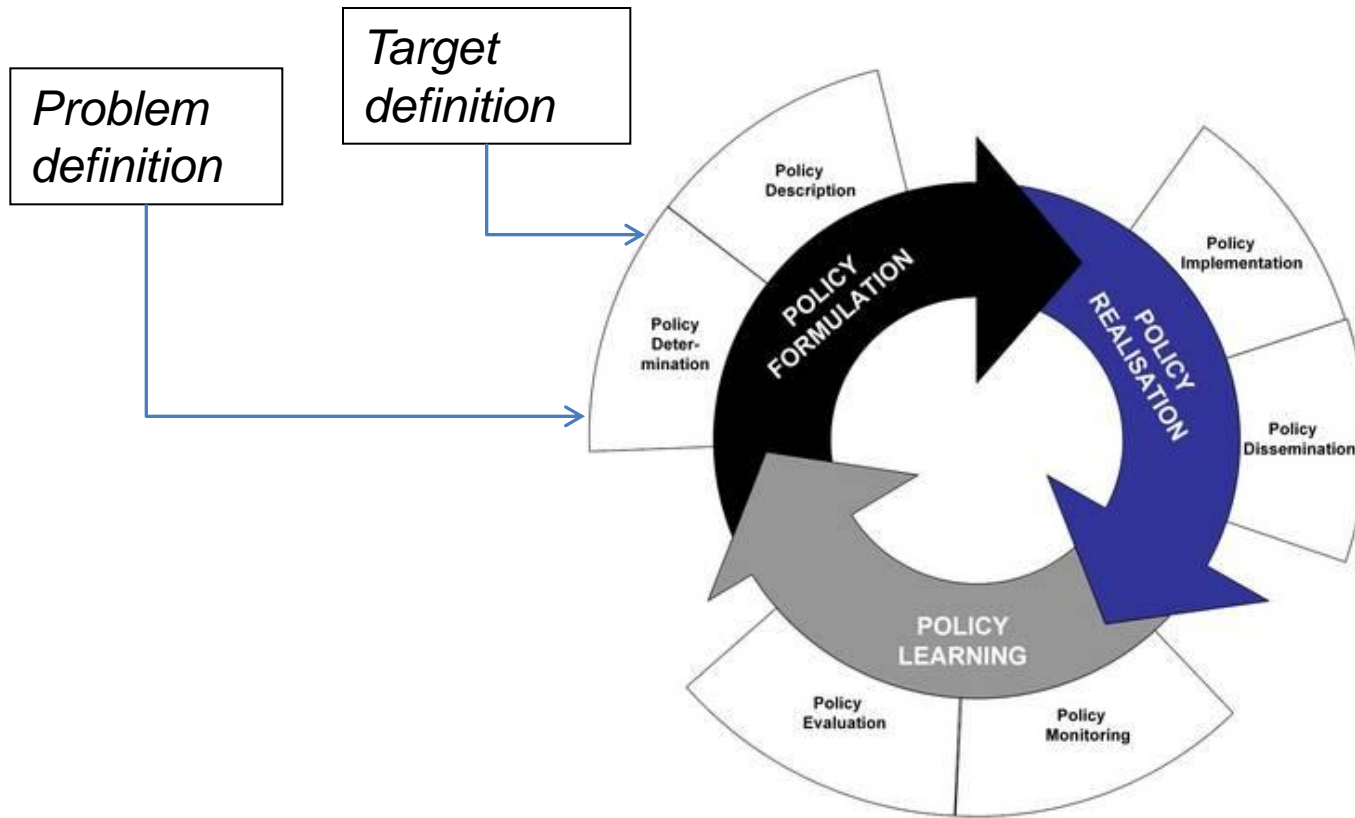 Problem
definition
Target
definition
Policy
Description
Policy
Deter-
mination
POLICY
FORMULATION
POLICY
REALISATION
Policy
Implementation
Policy
Dissemination
POLICY
LEARNING
Policy
Evaluation
Policy
Monitoring